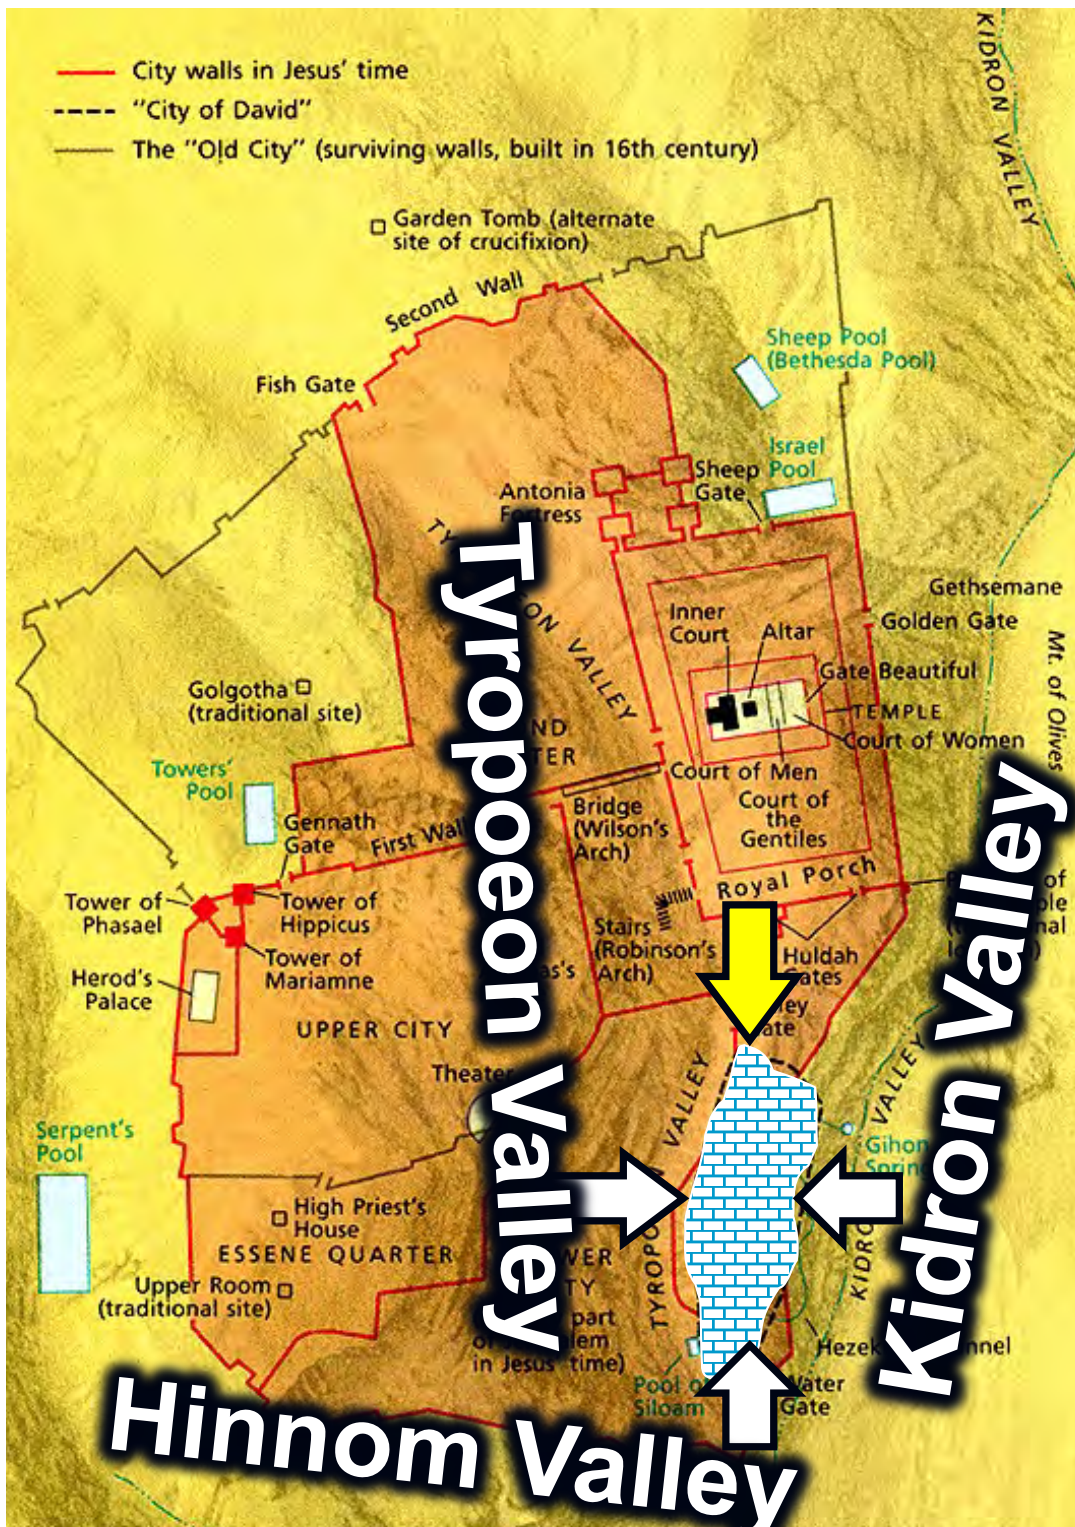 City walls in Jesus' time
"City of David"
The "Old City" (surviving walls, built in 16th century)
KIDRON VALLEY
Garden Tomb (alternate
site of crucifixion)
Second Wall
Sheep Pool
(Bethesda Pool)
Fish Gate
Israel
Pool
Sheep
Gate
Antonia
Fortress
Gethsemane
Golden Gate
Inner
Court
Altar
Mt. of Olives
VALLEY
Gate Beautiful
Golgotha
(traditional site)
TEMPLE
Court of Women
Towers'
Pool
Court of Men
Court of
the
Gentiles
Bridge
(Wilson's
Arch)
Gennath
Gate
First Wall
Royal Porch
Tower of
Phasael
Tower of
Hippicus
Stairs
(Robinson's
Arch)
Huldah
Gates
Tower of
Mariamne
Herod's
Palace
UPPER CITY
Theater
VALLEY
VALLEY
Serpent's
Pool
Gihon
Spring
High Priest's
House
ESSENE QUARTER
Upper Room
(traditional site)
part
in Jesus' time)
Pool of
Siloam
Water
Gate
Tyropoeon Valley
Kidron Valley
Hinnom Valley